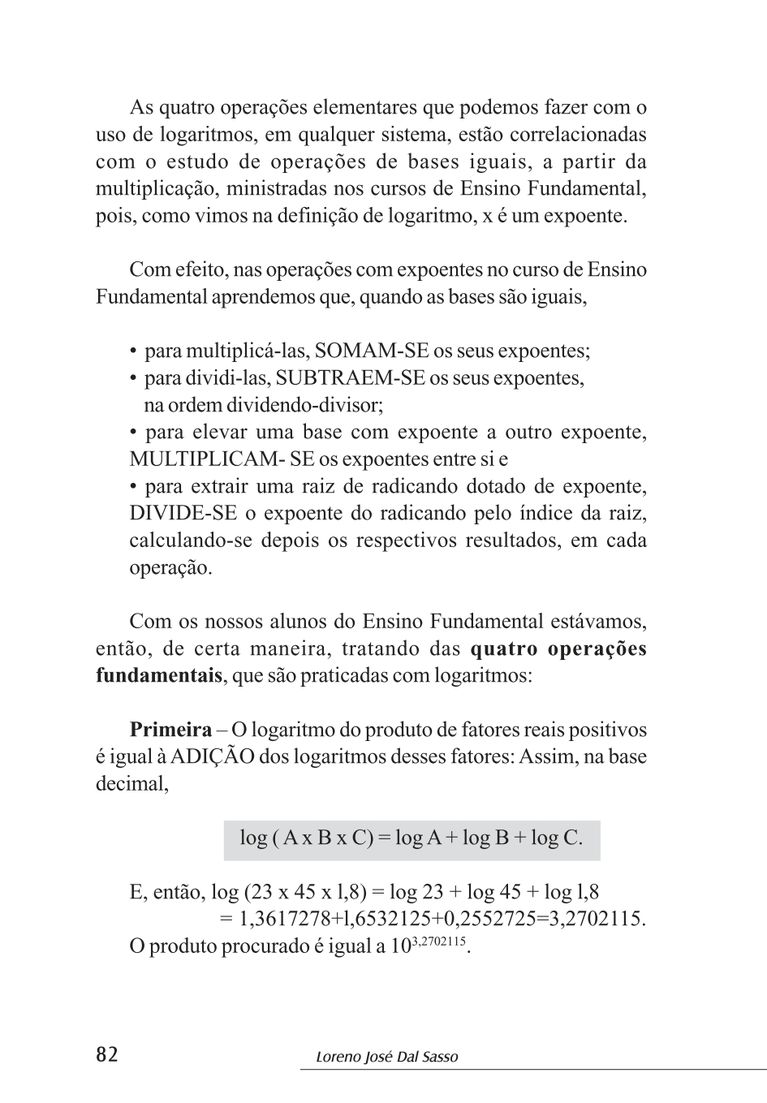 As quatro operações elementares que podemos fazer com o
uso de logaritmos, em qualquer sistema, estão correlacionadas
com o estudo de operações de bases iguais, a partir da
multiplicação, ministradas nos cursos de Ensino Fundamental,
pois, como vimos na definição de logaritmo, x é um expoente.
Com efeito, nas operações com expoentes no curso de Ensino
Fundamental aprendemos que, quando as bases são iguais,
• para multiplicá-las, SOMAM-SE os seus expoentes;
• para dividi-las, SUBTRAEM-SE os seus expoentes,
na ordem dividendo-divisor;
• para elevar uma base com expoente a outro expoente,
MULTIPLICAM- SE os expoentes entre si e
• para extrair uma raiz de radicando dotado de expoente,
DIVIDE-SE o expoente do radicando pelo índice da raiz,
calculando-se depois os respectivos resultados, em cada
operação.
Com os nossos alunos do Ensino Fundamental estávamos,
então, de certa maneira, tratando das quatro operações
fundamentais, que são praticadas com logaritmos:
Primeira – O logaritmo do produto de fatores reais positivos
é igual à ADIÇÃO dos logaritmos desses fatores: Assim, na base
decimal,
log ( A x B x C) = log A + log B + log C.
E, então, log (23 x 45 x l,8) = log 23 + log 45 + log l,8
= 1,3617278+l,6532125+0,2552725=3,2702115.
O produto procurado é igual a 10^3,2702115.
82 Loreno José Dal Sasso